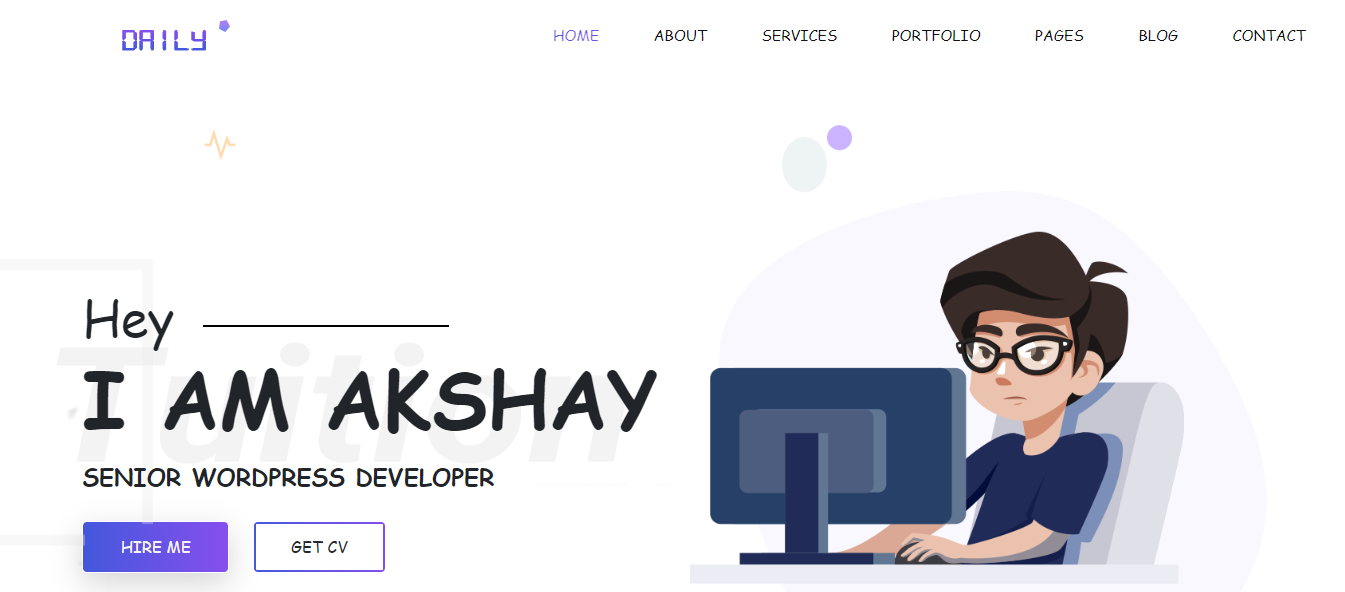 DAILY
HOME ABOUT SERVICES PORTFOLIO PAGES BLOG CONTACT
Hey
Tuition
I AM AKSHAY
SENIOR WORDPRESS DEVELOPER
HIRE ME GET CV